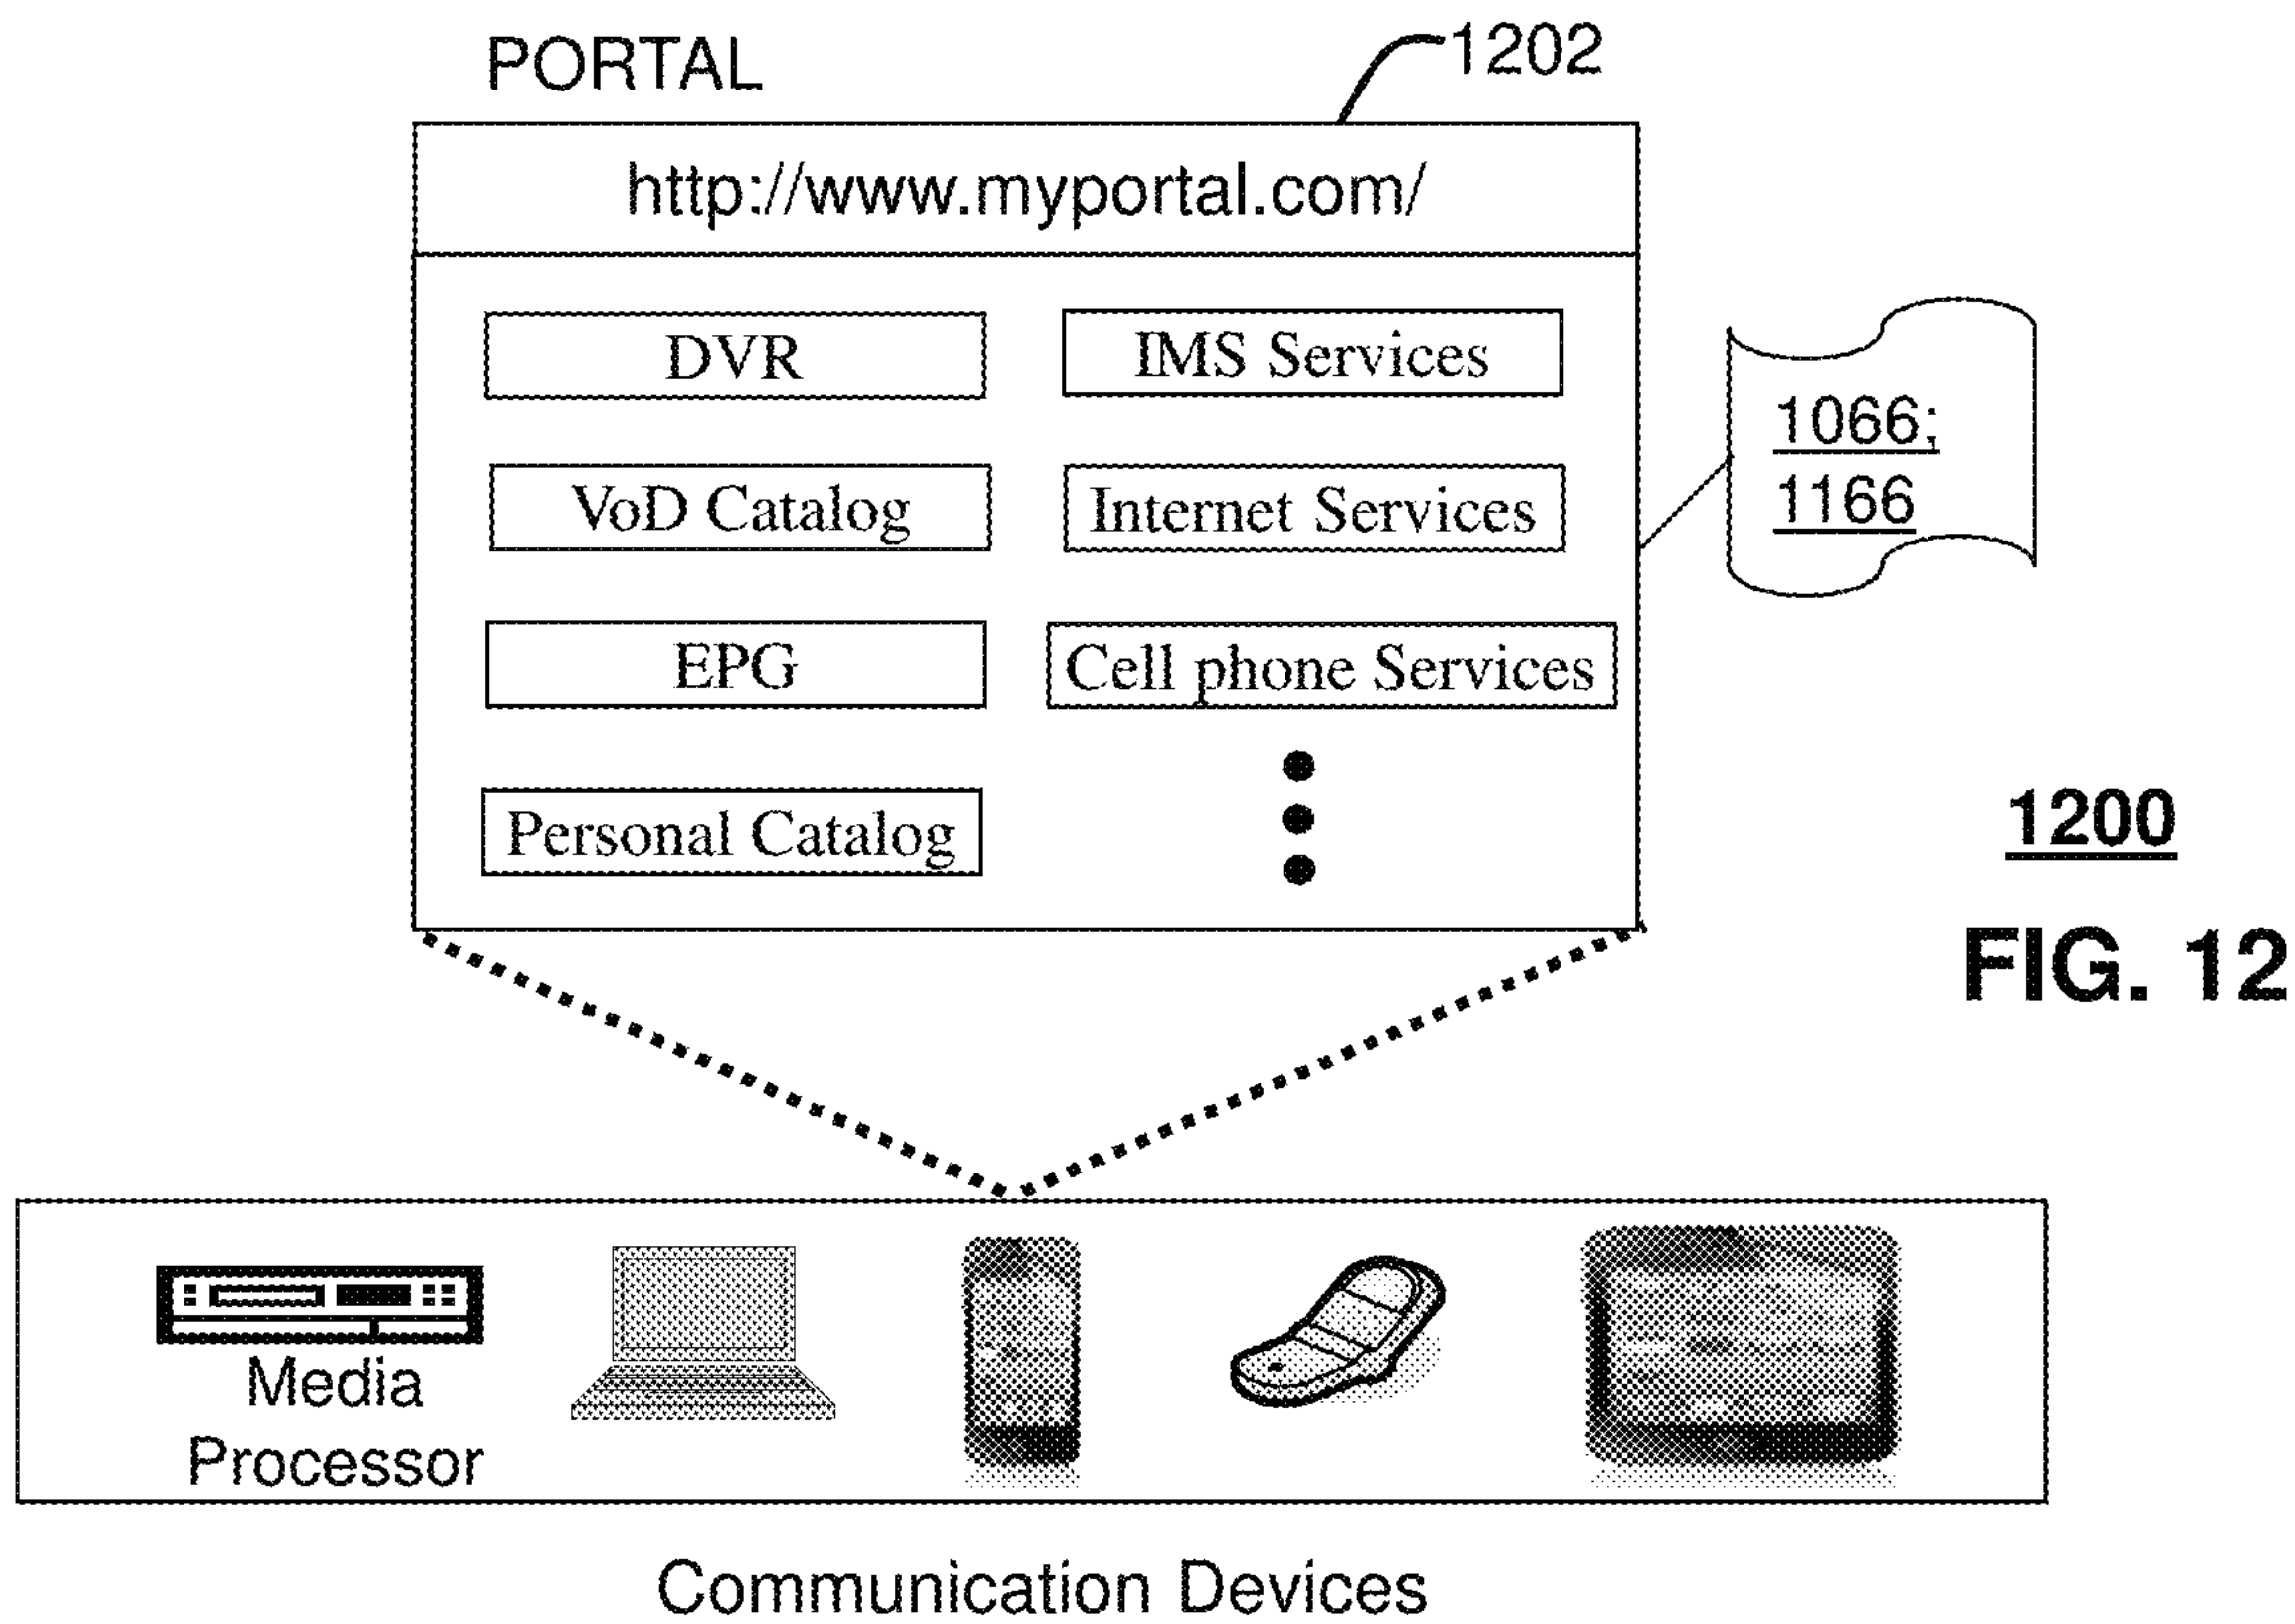 PORTAL
1202
http://www.myportal.com/
DVR
IMS Services
VoD Catalog
Internet Services
EPG
Cell phone Services
Personal Catalog
1066;
1166
1200
FIG. 12
Media
Processor
Communication Devices